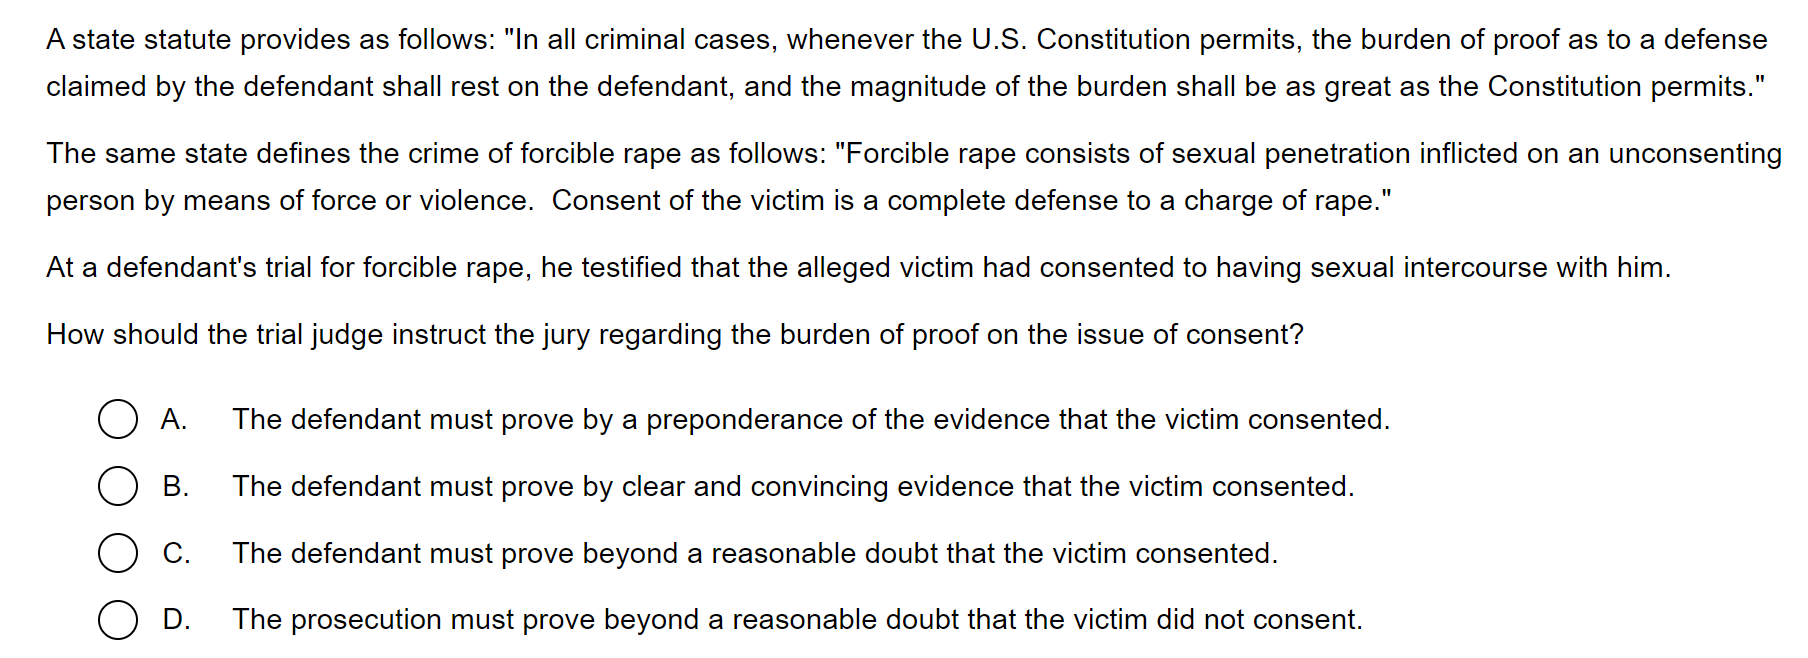 A state statute provides as follows: "In all criminal cases, whenever the U.S. Constitution permits, the burden of proof as to a defense
claimed by the defendant shall rest on the defendant, and the magnitude of the burden shall be as great as the Constitution permits."
The same state defines the crime of forcible rape as follows: "Forcible rape consists of sexual penetration inflicted on an unconsenting
person by means of force or violence.  Consent of the victim is a complete defense to a charge of rape."
At a defendant's trial for forcible rape, he testified that the alleged victim had consented to having sexual intercourse with him.
How should the trial judge instruct the jury regarding the burden of proof on the issue of consent?
A. The defendant must prove by a preponderance of the evidence that the victim consented.
B. The defendant must prove by clear and convincing evidence that the victim consented.
C. The defendant must prove beyond a reasonable doubt that the victim consented.
D. The prosecution must prove beyond a reasonable doubt that the victim did not consent.